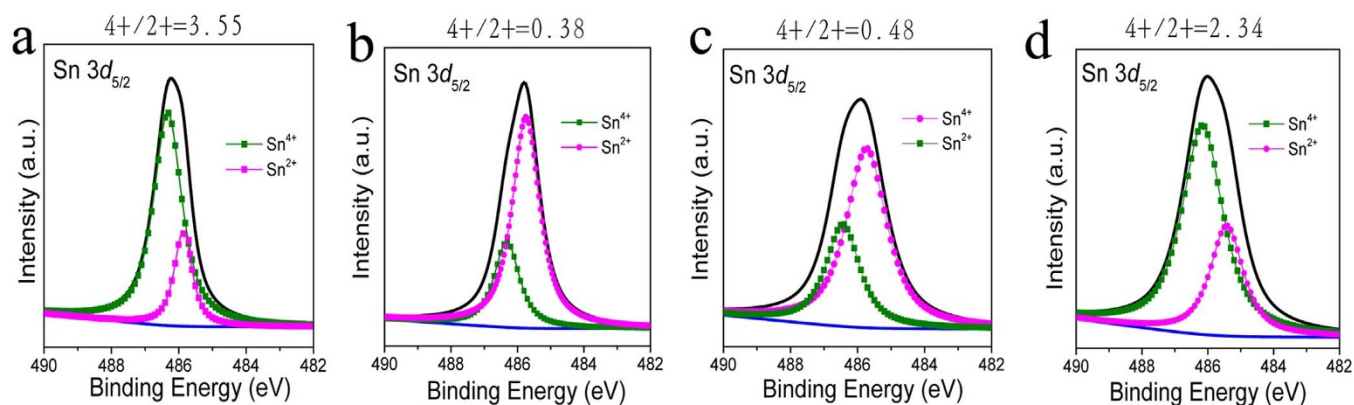 a
4+/2+=3.55
Sn 3d5/2
Sn4+
Sn2+
Intensity (a.u.)
490 488 486 484 482
Binding Energy (eV)
b
4+/2+=0.38
Sn 3d5/2
Sn4+
Sn2+
Intensity (a.u.)
490 488 486 484 482
Binding Energy (eV)
c
4+/2+=0.48
Sn 3d5/2
Sn4+
Sn2+
Intensity (a.u.)
490 488 486 484 482
Binding Energy (eV)
d
4+/2+=2.34
Sn 3d5/2
Sn4+
Sn2+
Intensity (a.u.)
490 488 486 484 482
Binding Energy (eV)